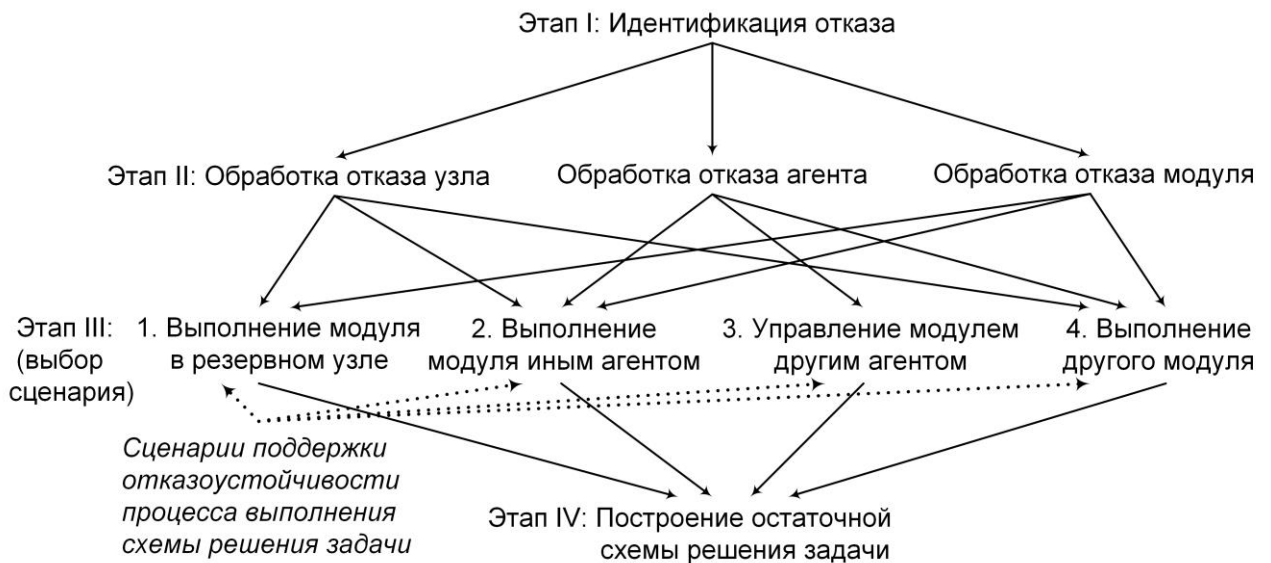 Этап I: Идентификация отказа
Этап II: Обработка отказа узла
Обработка отказа агента
Обработка отказа модуля
Этап III:
(выбор
сценария)
1. Выполнение модуля
в резервном узле
2. Выполнение
модуля иным агентом
3. Управление модулем
другим агентом
4. Выполнение
другого модуля
Сценарии поддержки
отказоустойчивости
процесса выполнения
схемы решения задачи
Этап IV: Построение остаточной
схемы решения задачи